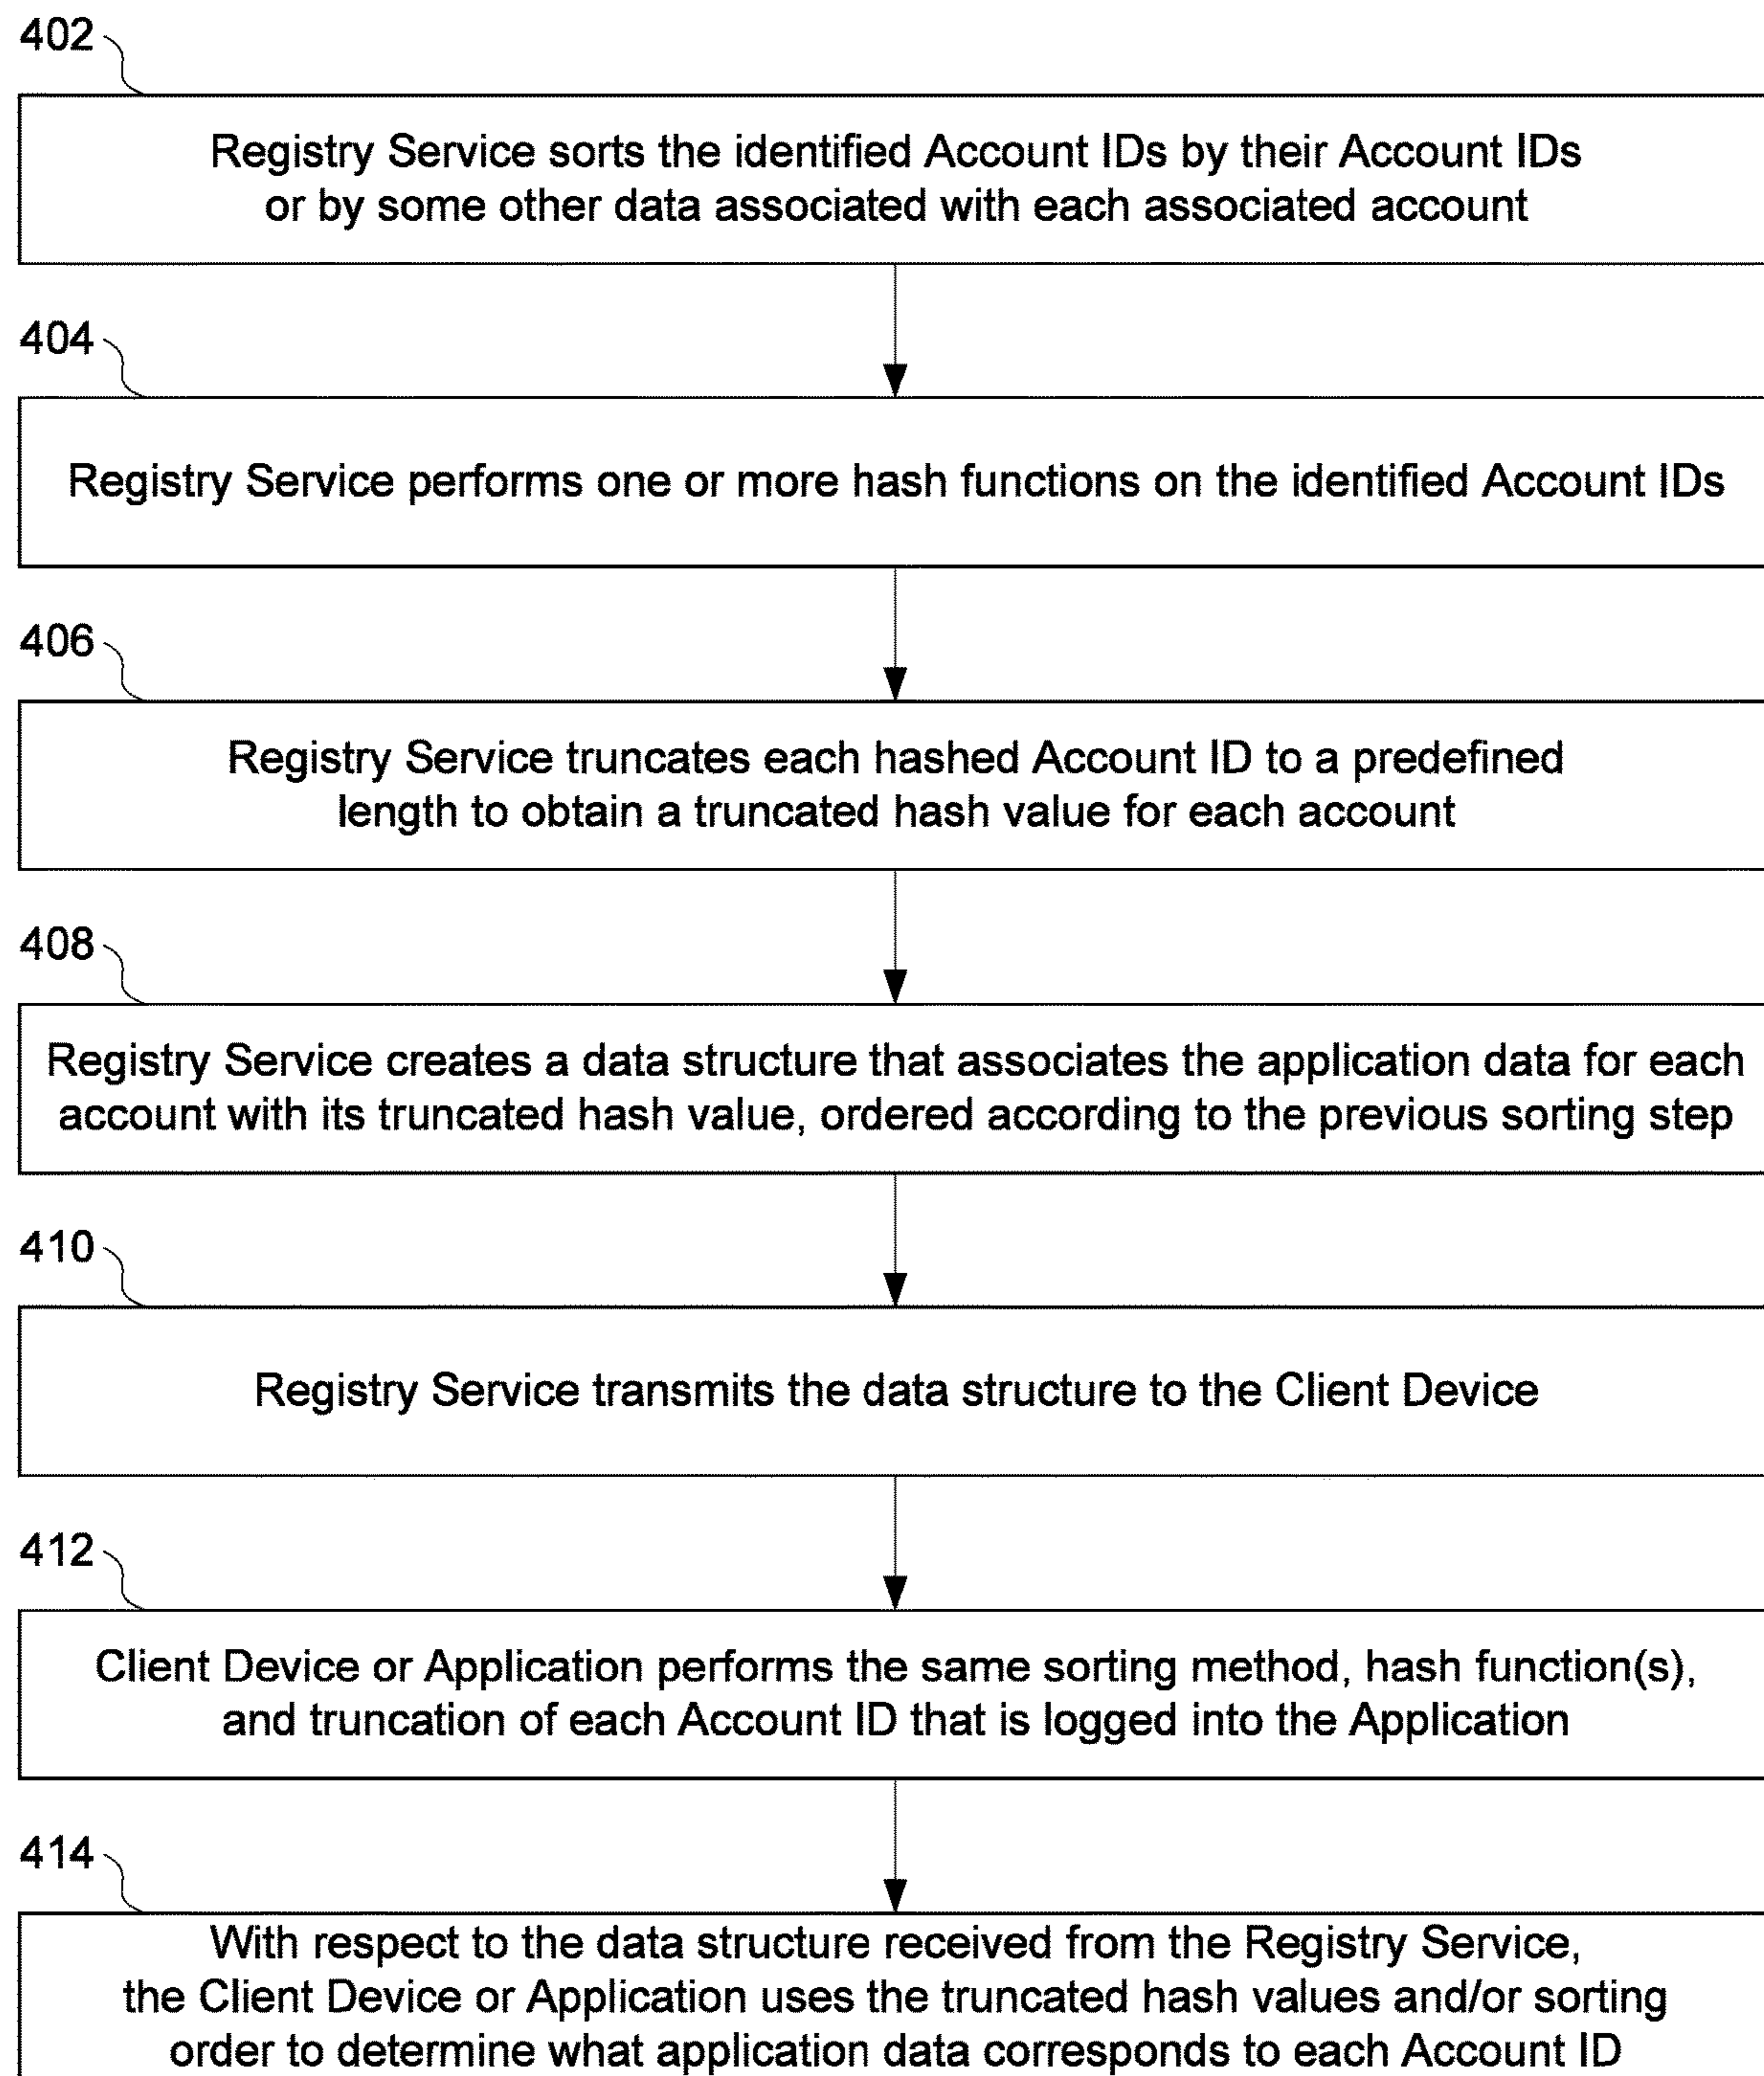 402
Registry Service sorts the identified Account IDs by their Account IDs
or by some other data associated with each associated account
404
Registry Service performs one or more hash functions on the identified Account IDs
406
Registry Service truncates each hashed Account ID to a predefined
length to obtain a truncated hash value for each account
408
Registry Service creates a data structure that associates the application data for each
account with its truncated hash value, ordered according to the previous sorting step
410
Registry Service transmits the data structure to the Client Device
412
Client Device or Application performs the same sorting method, hash function(s),
and truncation of each Account ID that is logged into the Application
414
With respect to the data structure received from the Registry Service,
the Client Device or Application uses the truncated hash values and/or sorting
order to determine what application data corresponds to each Account ID